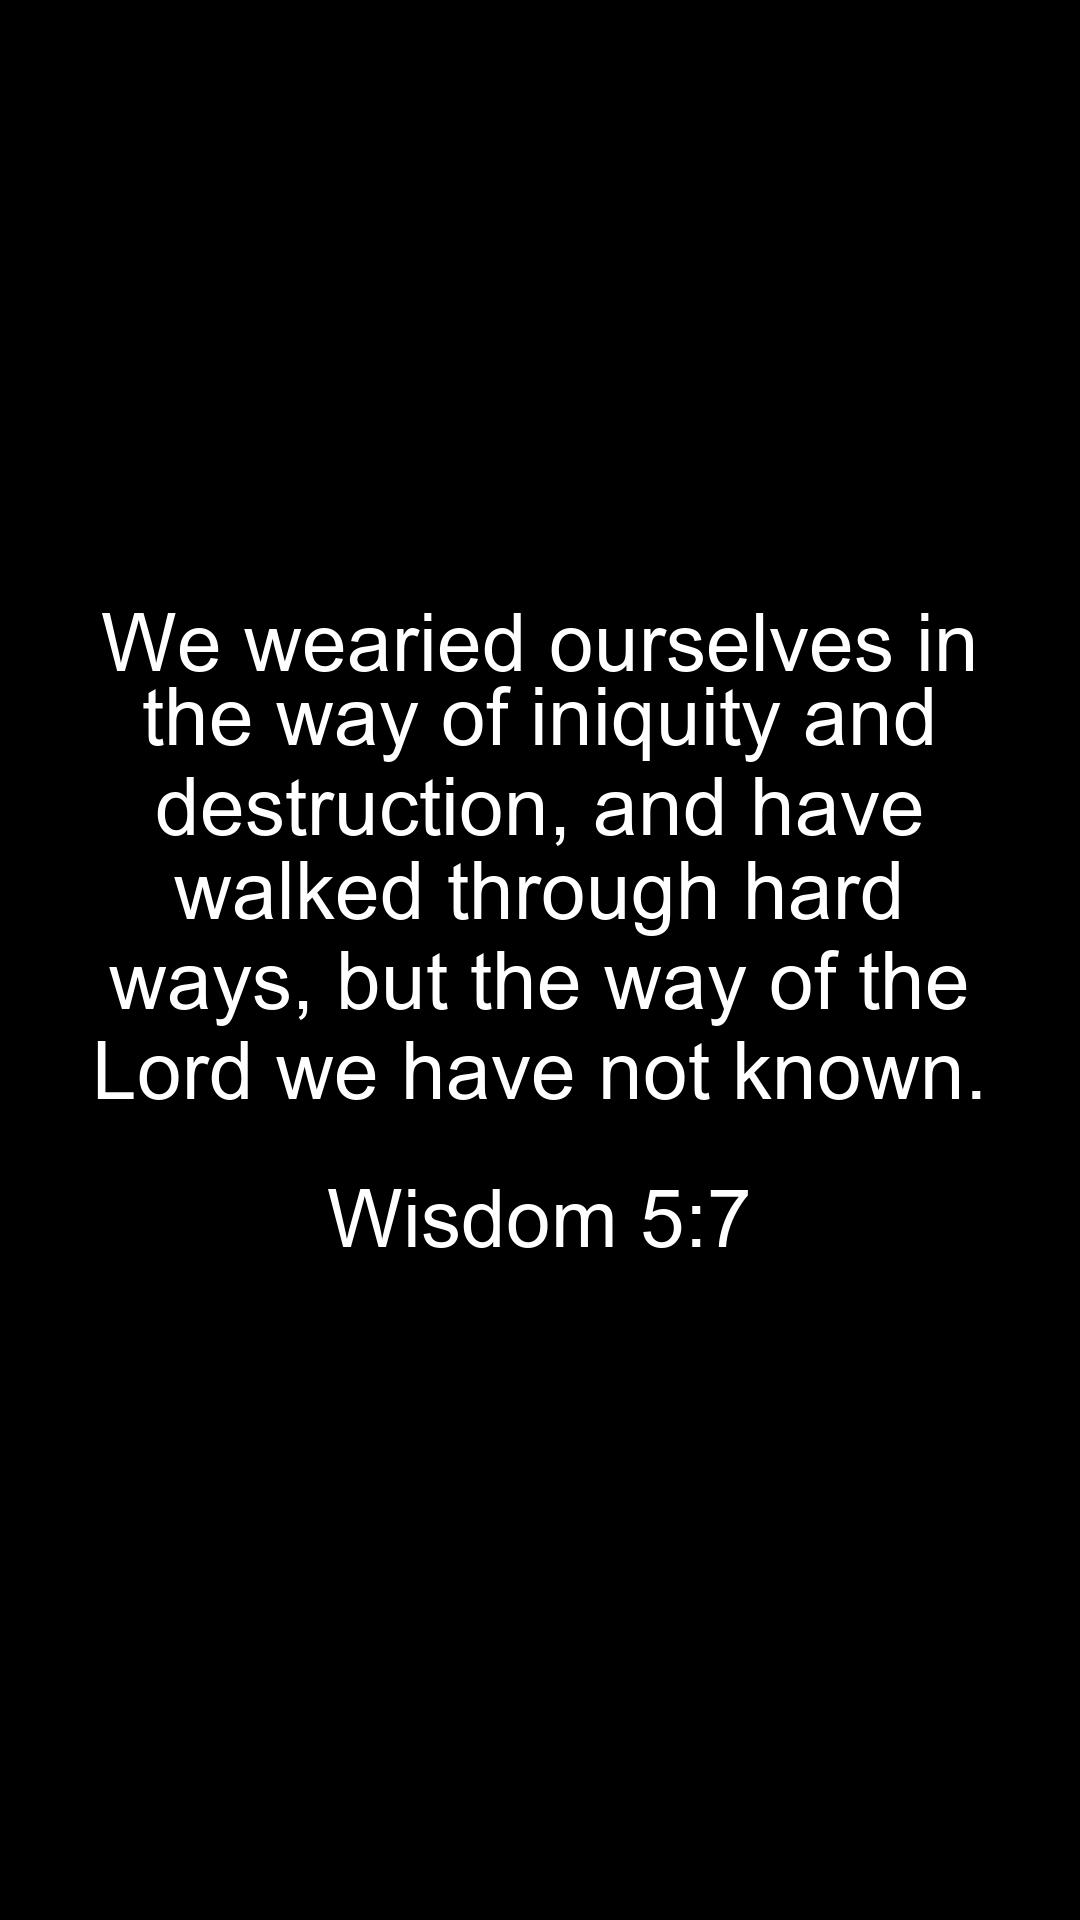 We wearied ourselves in
the way of iniquity and
destruction, and have
walked through hard
ways, but the way of the
Lord we have not known.
Wisdom 5:7